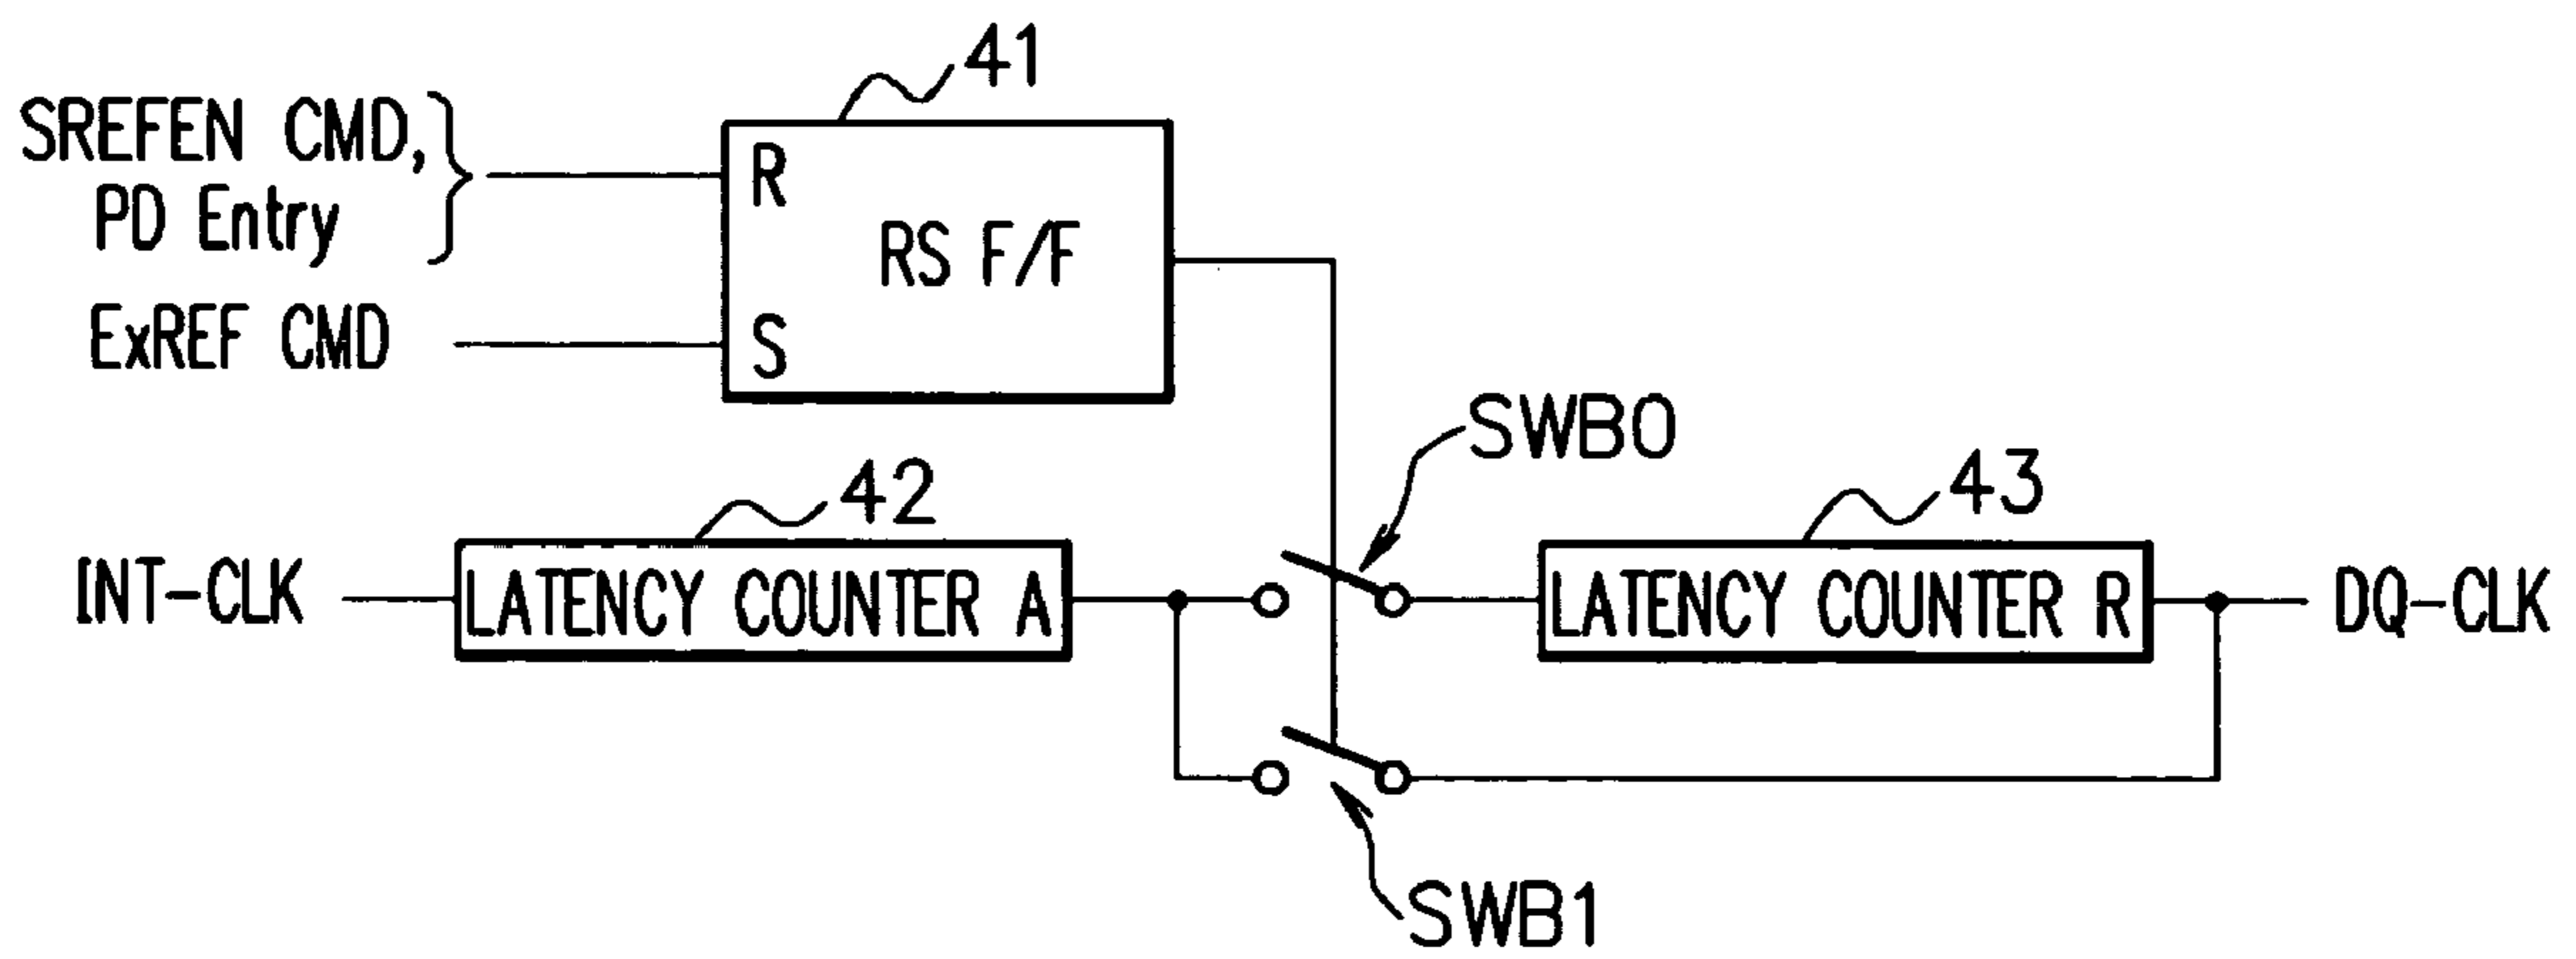 41
SREFEN CMD,
PD Entry
R
RS F/F
ExREF CMD
S
SWB0
42
43
INT-CLK
LATENCY COUNTER A
LATENCY COUNTER R
DQ-CLK
SWB1